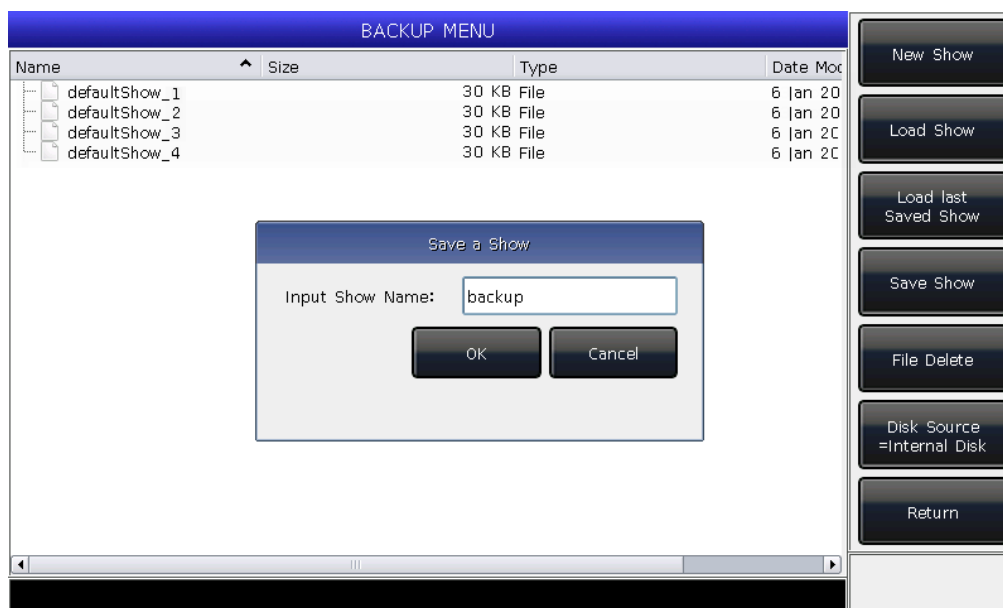 BACKUP MENU
Name Size Type Date Mod
defaultShow_1 30 KB File 6 Jan 20
defaultShow_2 30 KB File 6 Jan 20
defaultShow_3 30 KB File 6 Jan 20
defaultShow_4 30 KB File 6 Jan 20
Save a Show
Input Show Name: backup
OK Cancel
New Show
Load Show
Load last
Saved Show
Save Show
File Delete
Disk Source
=Internal Disk
Return